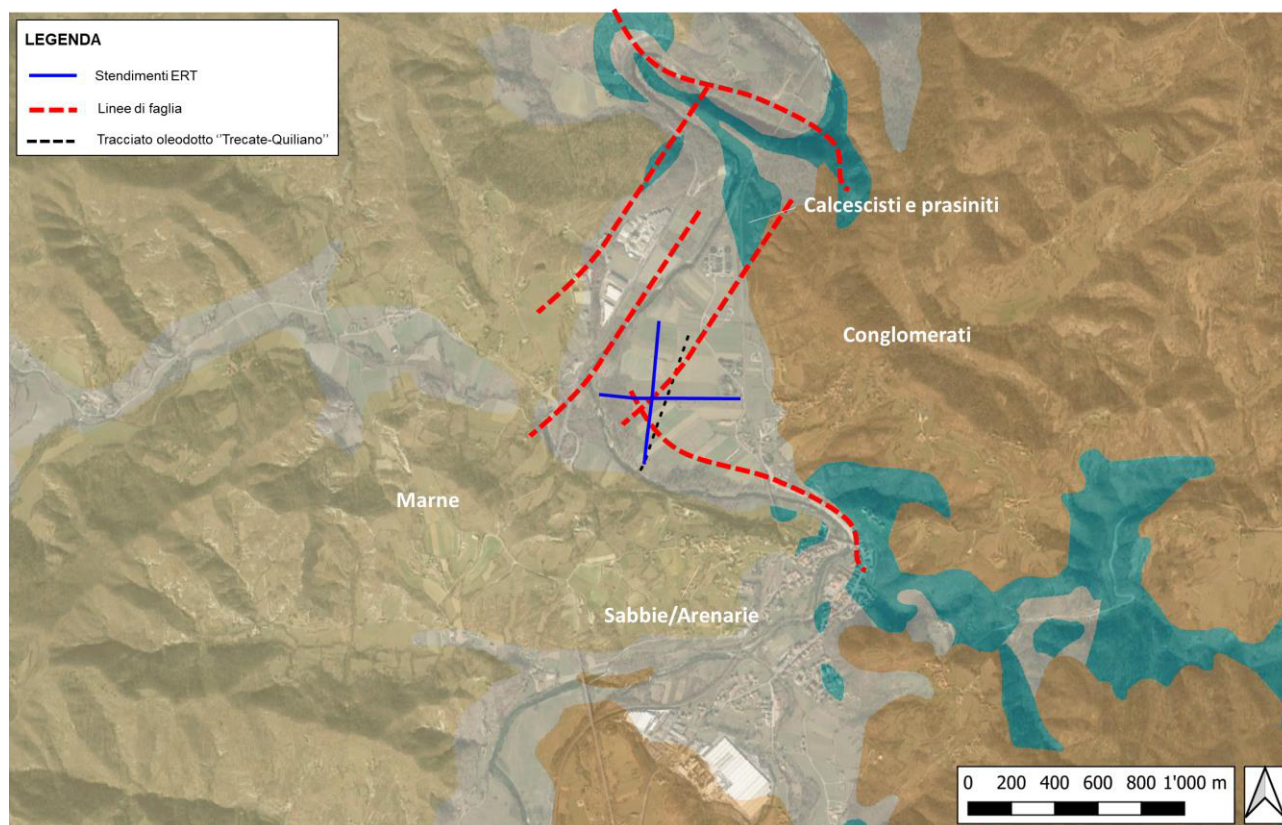 LEGENDA
Stendimenti ERT
Linee di faglia
Tracciato oleodotto ‘’Trecate-Quiliano’’
Calcescisti e prasiniti
Conglomerati
Marne
Sabbie/Arenarie
0 200 400 600 800 1'000 m